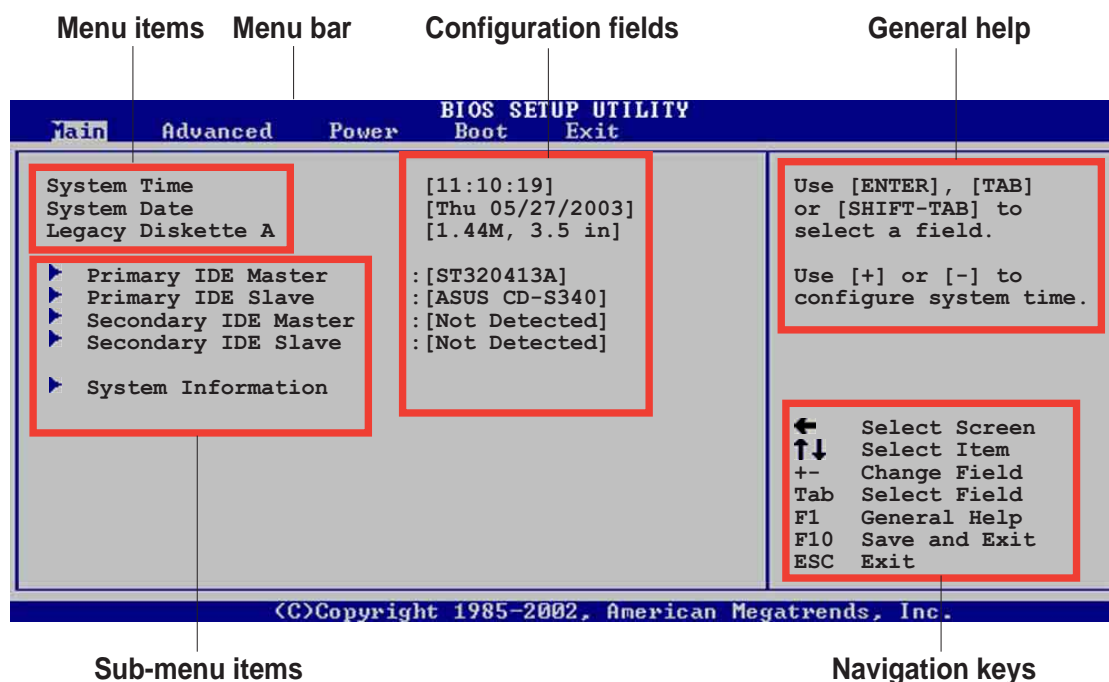 Menu items Menu bar Configuration fields General help
BIOS SETUP UTILITY
Main Advanced Power Boot Exit
System Time [11:10:19]
System Date [Thu 05/27/2003]
Legacy Diskette A [1.44M, 3.5 in]
Primary IDE Master :[ST320413A]
Primary IDE Slave :[ASUS CD-S340]
Secondary IDE Master :[Not Detected]
Secondary IDE Slave :[Not Detected]
System Information
Use [ENTER], [TAB]
or [SHIFT-TAB] to
select a field.
Use [+] or [-] to
configure system time.
← Select Screen
↑↓ Select Item
+- Change Field
Tab Select Field
F1 General Help
F10 Save and Exit
ESC Exit
(C)Copyright 1985-2002, American Megatrends, Inc.
Sub-menu items Navigation keys